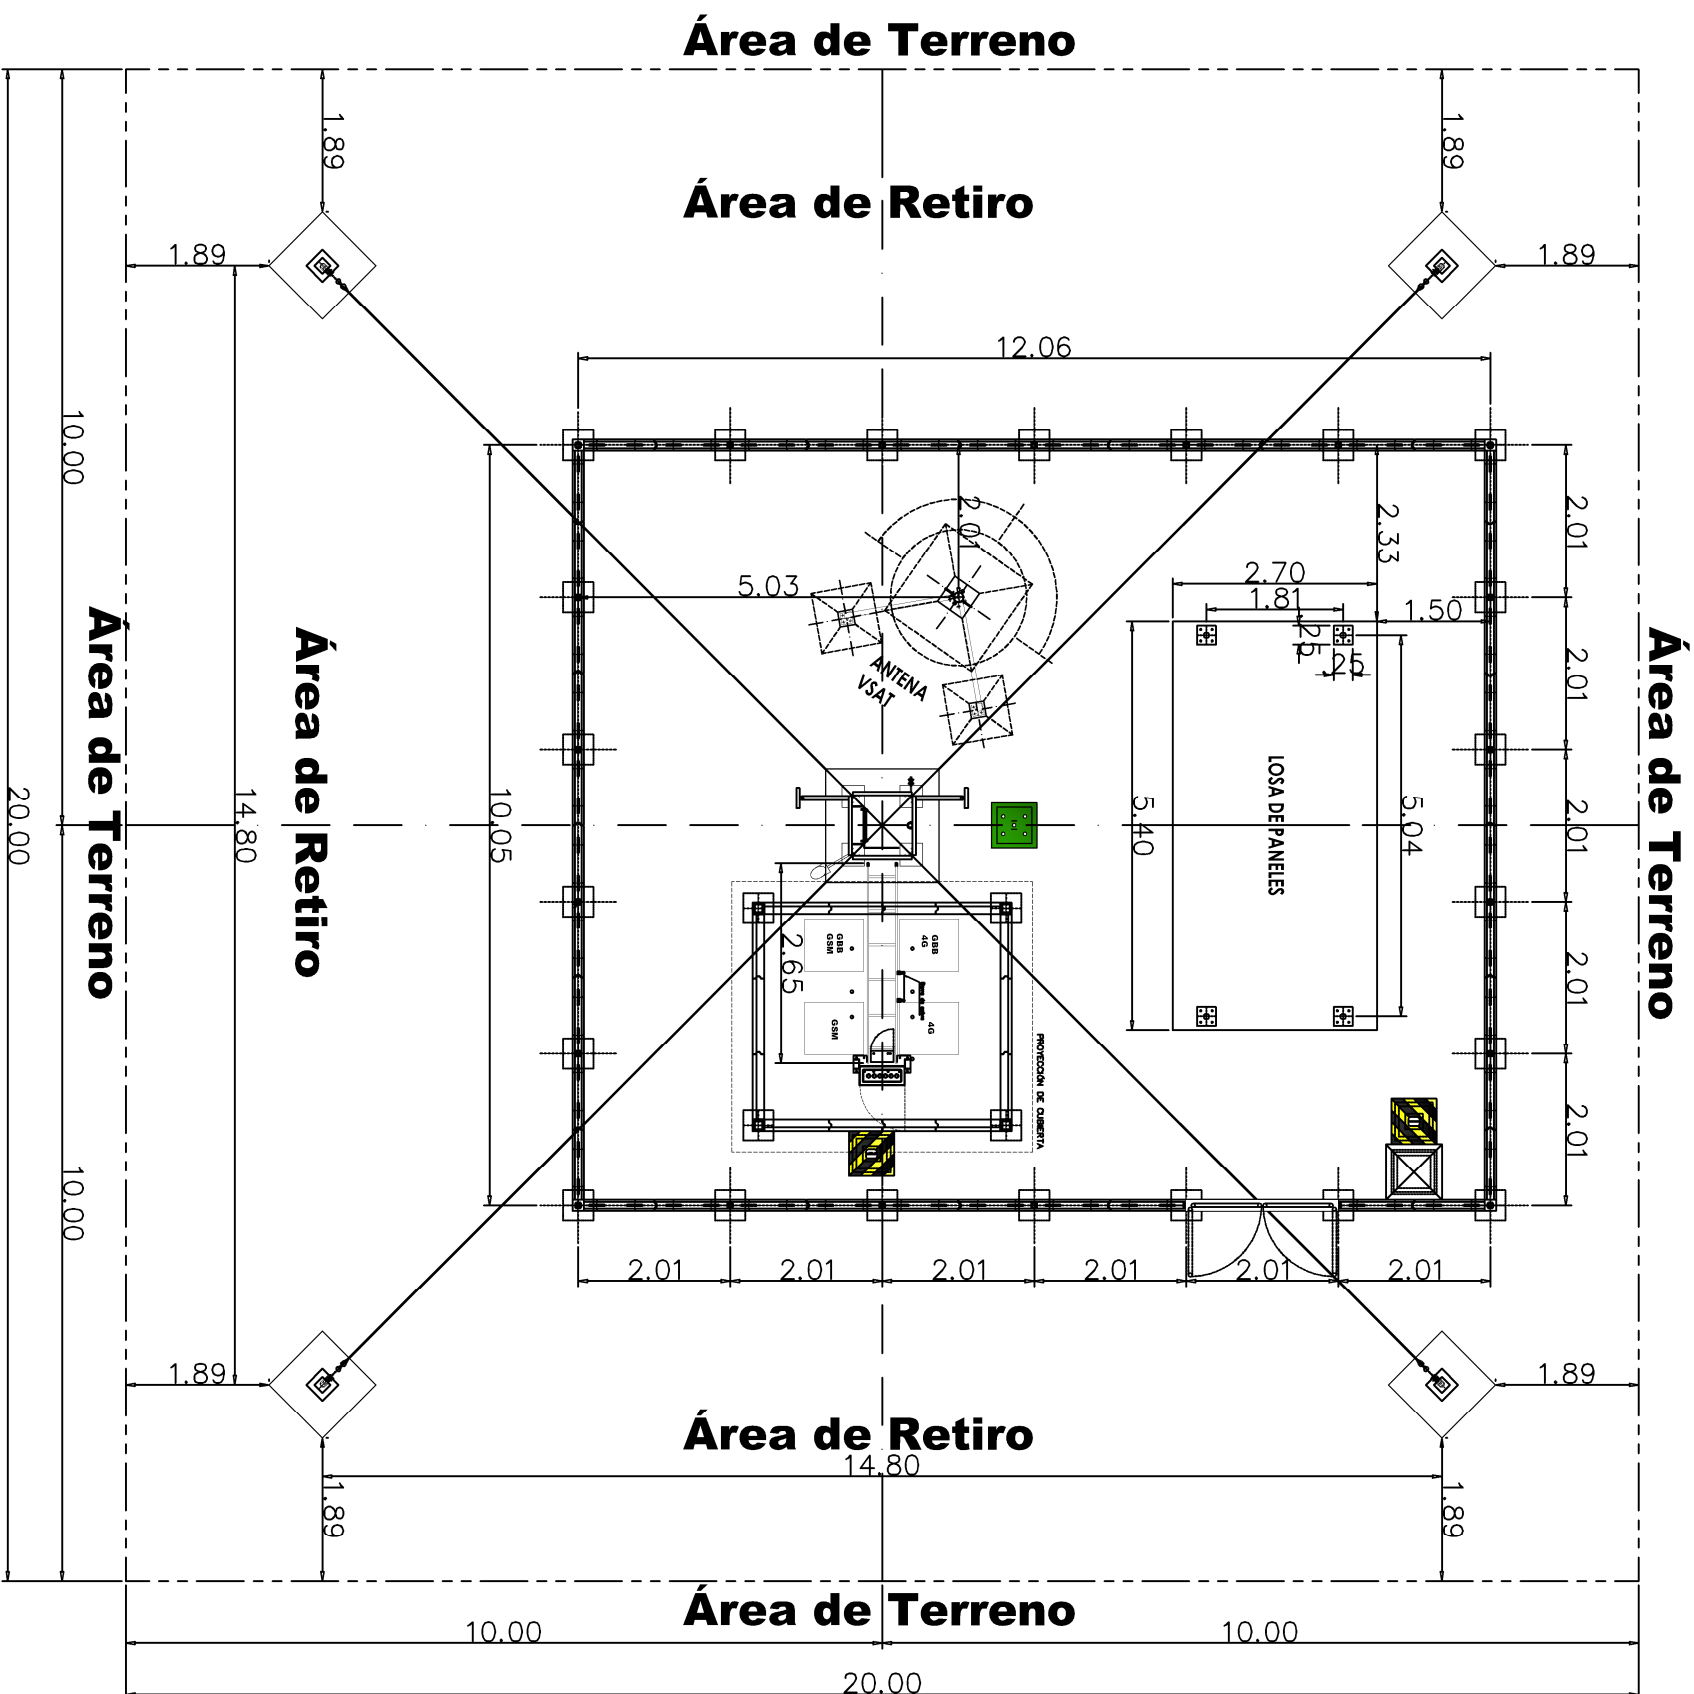 Área de Terreno
1.89
1.89
Área de Retiro
1.89
1.89
12.06
10.00
2.01
2.33
2.01
2.70
5.03
1.81
1.50
.25
.25
ANTENA
VSAT
2.01
Área de Terreno
Área de Retiro
Área de Terreno
20.00
14.80
10.05
5.40
LOSA DE PANELES
5.04
2.01
2.65
GBB
GSM
GBB
4G
GSM
4G
2.01
PROYECCIÓN DE CUBIERTA
2.01
10.00
2.01
2.01
2.01
2.01
2.01
2.01
1.89
1.89
Área de Retiro
14.80
1.89
1.89
Área de Terreno
10.00
10.00
20.00